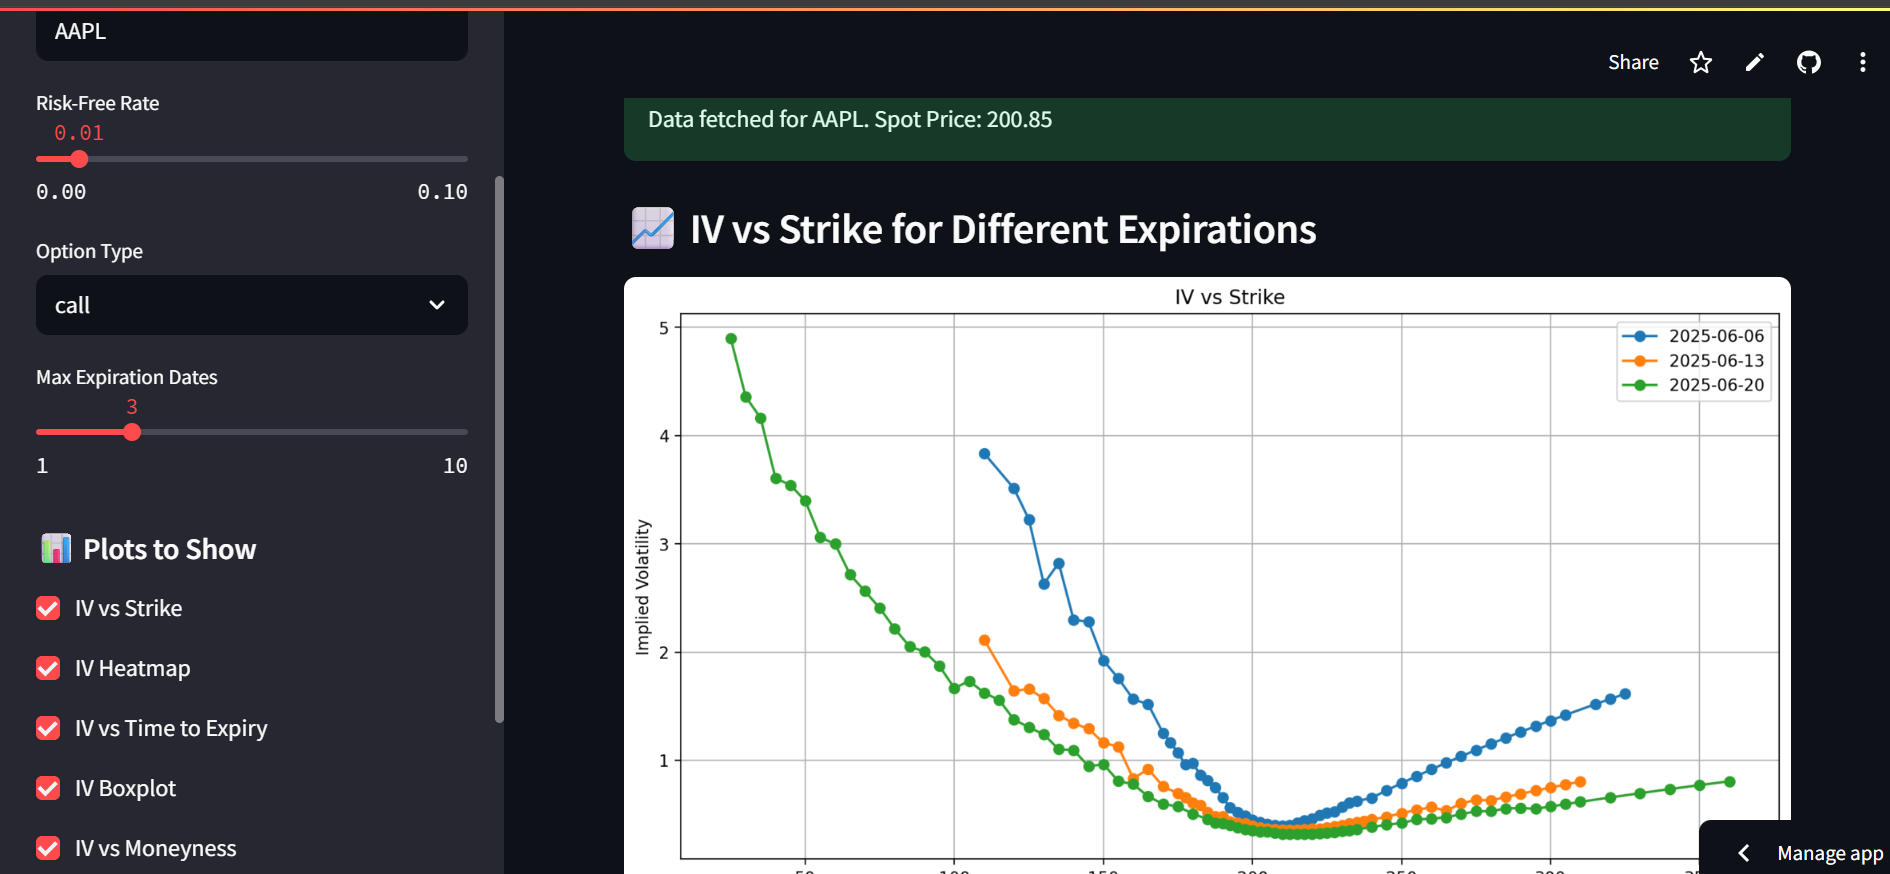 AAPL
Risk-Free Rate
0.01
0.00 0.10
Option Type
call
Max Expiration Dates
3
1 10
Plots to Show
IV vs Strike
IV Heatmap
IV vs Time to Expiry
IV Boxplot
IV vs Moneyness
Share
Data fetched for AAPL. Spot Price: 200.85
IV vs Strike for Different Expirations
IV vs Strike
2025-06-06
2025-06-13
2025-06-20
Implied Volatility
5
4
3
2
1
Manage app